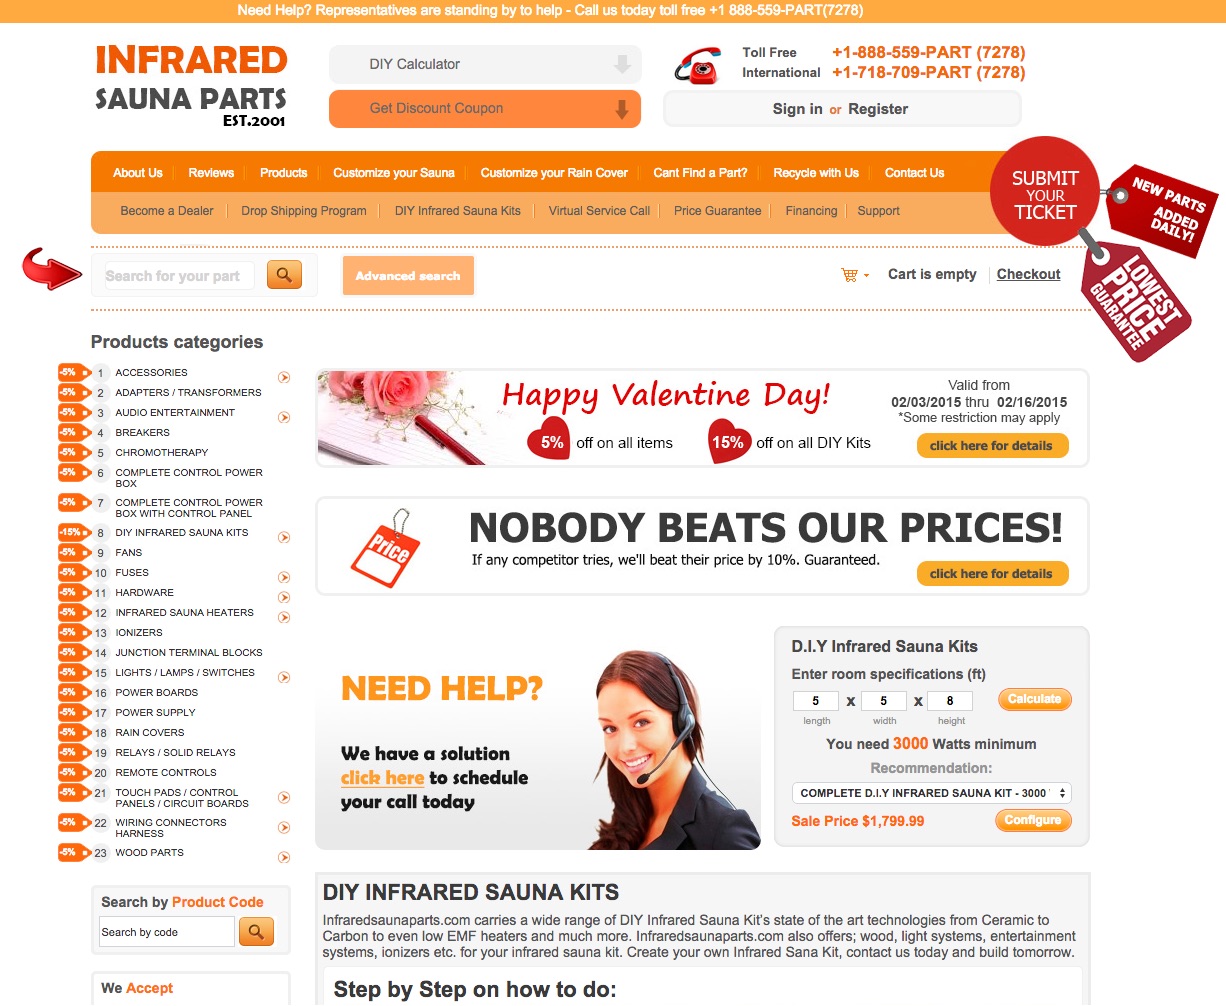 Need Help? Representatives are standing by to help - Call us today toll free +1 888-559-PART(7278)
INFRARED
SAUNA PARTS
EST.2001
DIY Calculator
Get Discount Coupon
Toll Free +1-888-559-PART (7278)
International +1-718-709-PART (7278)
Sign in or Register
About Us Reviews Products Customize your Sauna Customize your Rain Cover Cant Find a Part? Recycle with Us Contact Us
Become a Dealer Drop Shipping Program DIY Infrared Sauna Kits Virtual Service Call Price Guarantee Financing Support
SUBMIT
YOUR
TICKET
NEW PARTS
ADDED
DAILY!
LOWEST
PRICE
GUARANTEE
Search for your part
Advanced search
Cart is empty Checkout
Products categories
-5% 1 ACCESSORIES
-5% 2 ADAPTERS / TRANSFORMERS
-5% 3 AUDIO ENTERTAINMENT
-5% 4 BREAKERS
-5% 5 CHROMOTHERAPY
-5% 6 COMPLETE CONTROL POWER
BOX
-5% 7 COMPLETE CONTROL POWER
BOX WITH CONTROL PANEL
-15% 8 DIY INFRARED SAUNA KITS
-5% 9 FANS
-5% 10 FUSES
-5% 11 HARDWARE
-5% 12 INFRARED SAUNA HEATERS
-5% 13 IONIZERS
-5% 14 JUNCTION TERMINAL BLOCKS
-5% 15 LIGHTS / LAMPS / SWITCHES
-5% 16 POWER BOARDS
-5% 17 POWER SUPPLY
-5% 18 RAIN COVERS
-5% 19 RELAYS / SOLID RELAYS
-5% 20 REMOTE CONTROLS
-5% 21 TOUCH PADS / CONTROL
PANELS / CIRCUIT BOARDS
-5% 22 WIRING CONNECTORS
HARNESS
-5% 23 WOOD PARTS
Search by Product Code
Search by code
We Accept
Happy Valentine Day!
5% off on all items 15% off on all DIY Kits
Valid from
02/03/2015 thru 02/16/2015
*Some restriction may apply
click here for details
Price
NOBODY BEATS OUR PRICES!
If any competitor tries, we'll beat their price by 10%. Guaranteed.
click here for details
NEED HELP?
We have a solution
click here to schedule
your call today
D.I.Y Infrared Sauna Kits
Enter room specifications (ft)
5 x 5 x 8 Calculate
length width height
You need 3000 Watts minimum
Recommendation:
COMPLETE D.I.Y INFRARED SAUNA KIT - 3000
Sale Price $1,799.99 Configure
DIY INFRARED SAUNA KITS
Infraredsaunaparts.com carries a wide range of DIY Infrared Sauna Kit's state of the art technologies from Ceramic to
Carbon to even low EMF heaters and much more. Infraredsaunaparts.com also offers; wood, light systems, entertainment
systems, ionizers etc. for your infrared sauna kit. Create your own Infrared Sana Kit, contact us today and build tomorrow.
Step by Step on how to do: